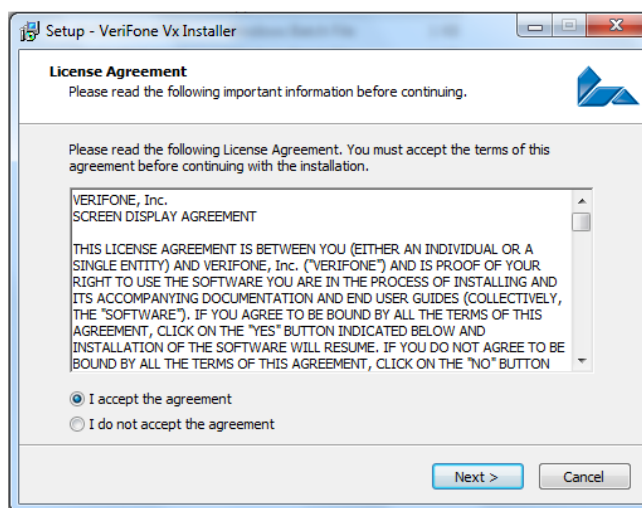 Setup - VeriFone Vx Installer
License Agreement
Please read the following important information before continuing.
Please read the following License Agreement. You must accept the terms of this
agreement before continuing with the installation.
VERIFONE, Inc.
SCREEN DISPLAY AGREEMENT
THIS LICENSE AGREEMENT IS BETWEEN YOU (EITHER AN INDIVIDUAL OR A
SINGLE ENTITY) AND VERIFONE, Inc. ("VERIFONE") AND IS PROOF OF YOUR
RIGHT TO USE THE SOFTWARE YOU ARE IN THE PROCESS OF INSTALLING AND
ITS ACCOMPANYING DOCUMENTATION AND END USER GUIDES (COLLECTIVELY,
THE "SOFTWARE"). IF YOU AGREE TO BE BOUND BY ALL THE TERMS OF THIS
AGREEMENT, CLICK ON THE "YES" BUTTON INDICATED BELOW AND
INSTALLATION OF THE SOFTWARE WILL RESUME. IF YOU DO NOT AGREE TO BE
BOUND BY ALL THE TERMS OF THIS AGREEMENT, CLICK ON THE "NO" BUTTON
I accept the agreement
I do not accept the agreement
Next >
Cancel